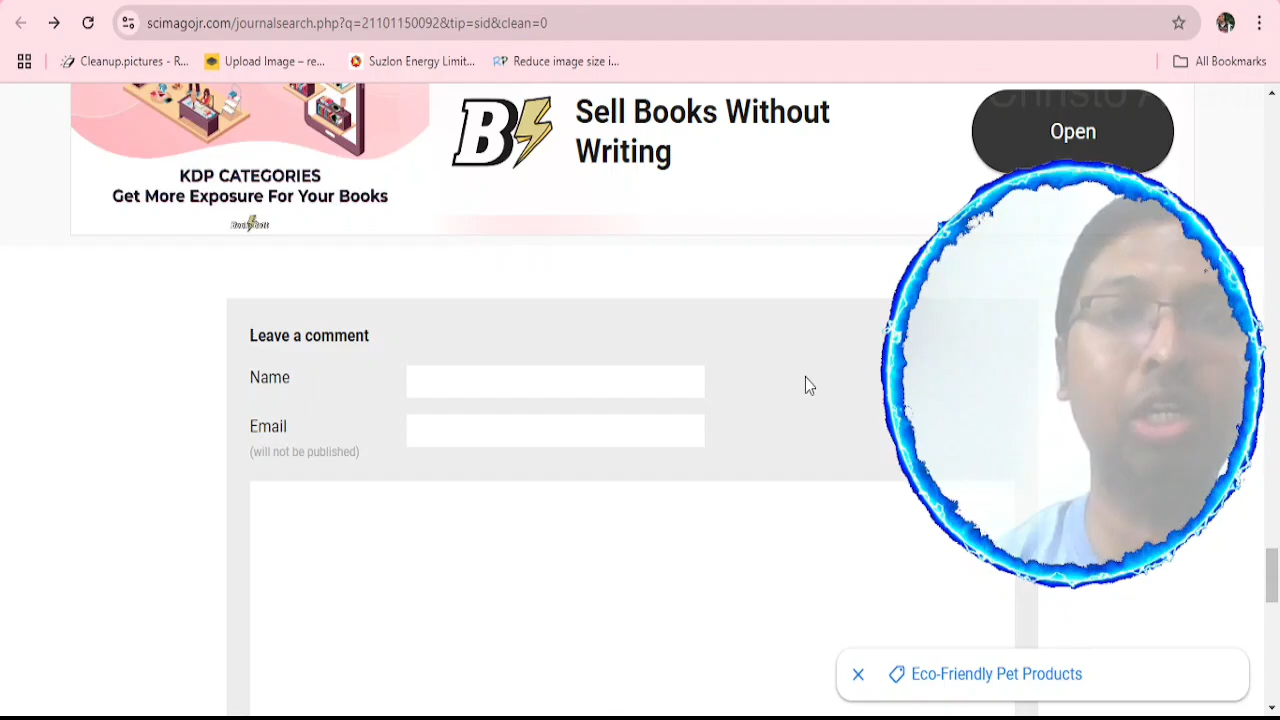 scimagojr.com/journalsearch.php?q=21101150092&tip=sid&clean=0
Cleanup.pictures - R...
Upload Image – re...
Suzlon Energy Limit...
Reduce image size i...
All Bookmarks
Sell Books Without
Writing
Open
KDP CATEGORIES
Get More Exposure For Your Books
Leave a comment
Name
Email
(will not be published)
Eco-Friendly Pet Products